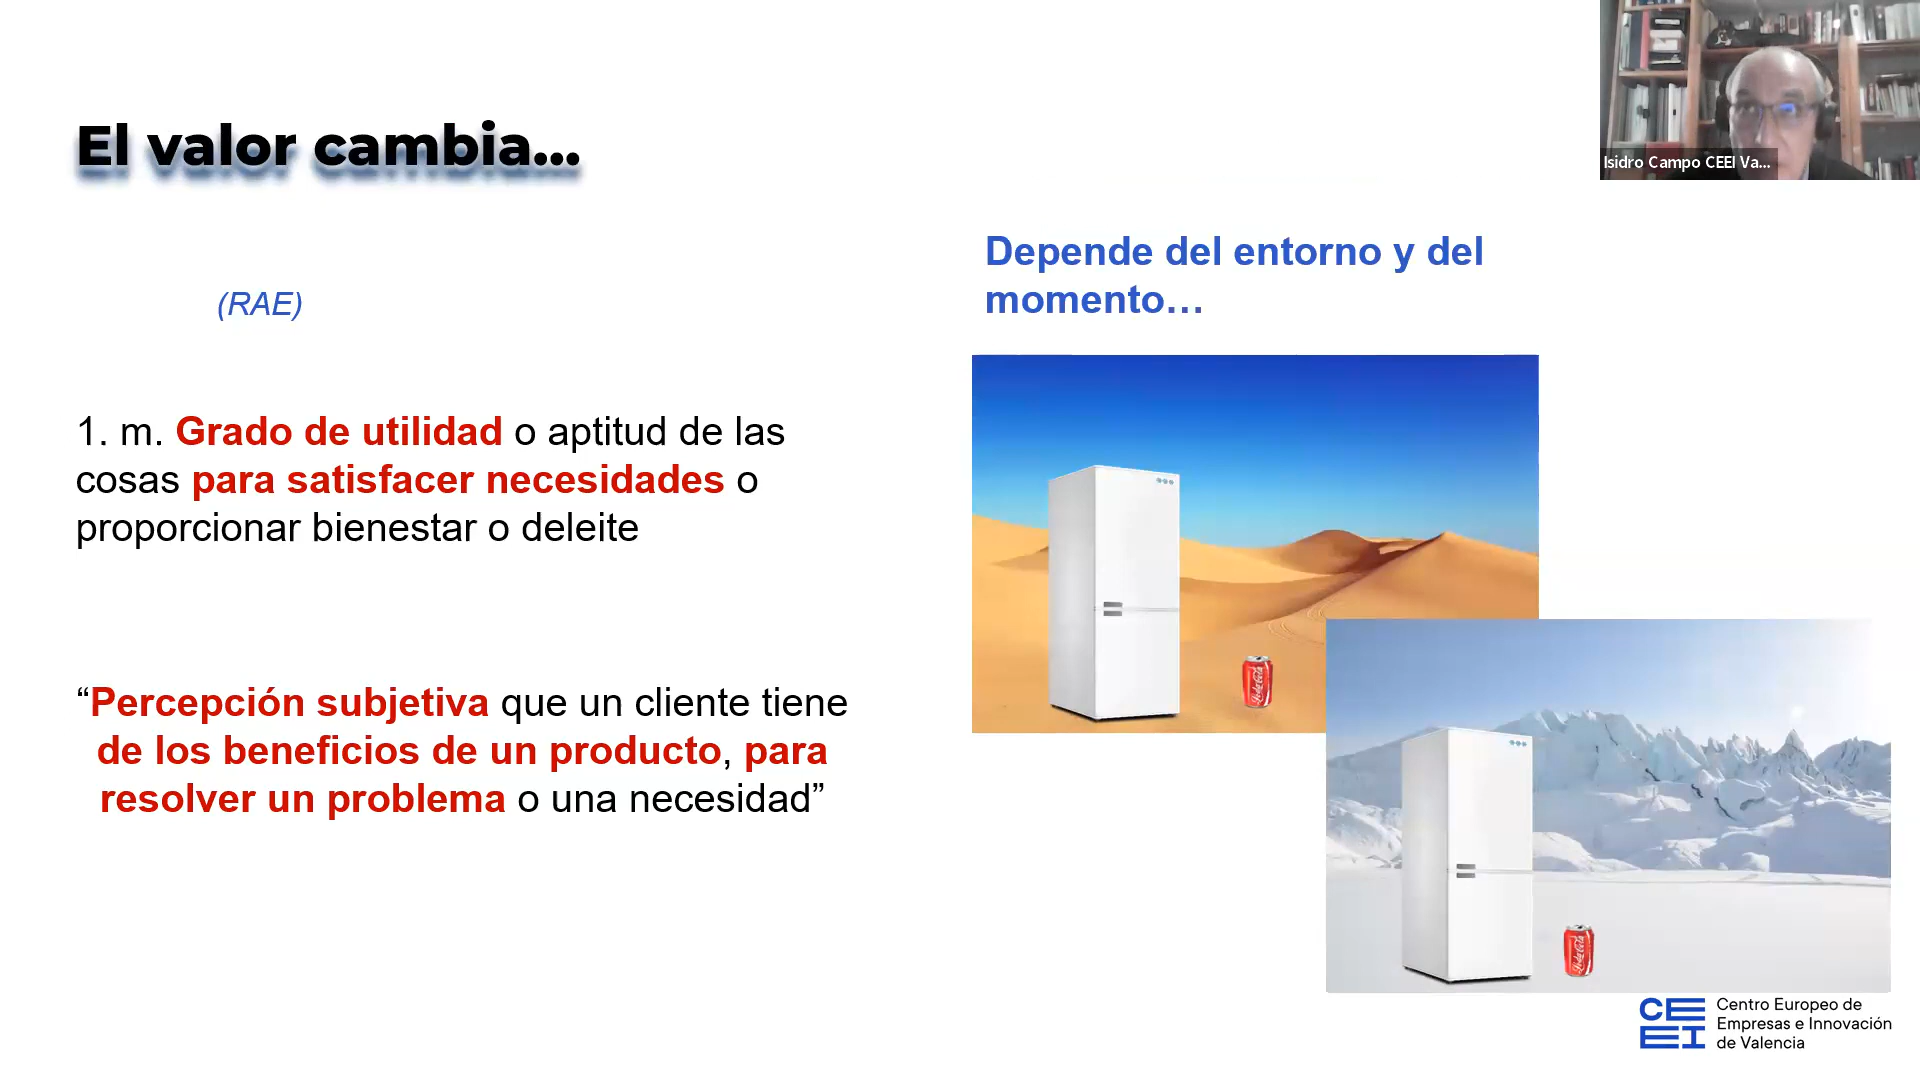 El valor cambia...
Isidro Campo CEEI Va...
(RAE)
Depende del entorno y del
momento…
1. m. Grado de utilidad o aptitud de las
cosas para satisfacer necesidades o
proporcionar bienestar o deleite
“Percepción subjetiva que un cliente tiene
de los beneficios de un producto, para
resolver un problema o una necesidad”
CE
EI
Centro Europeo de
Empresas e Innovación
de Valencia